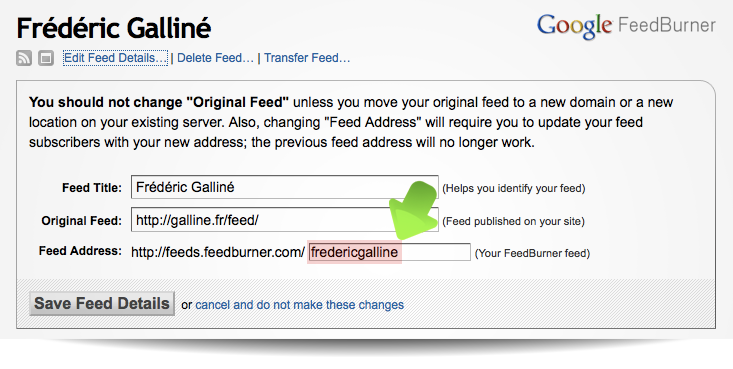 Frédéric Galliné
Google FeedBurner
Edit Feed Details… | Delete Feed… | Transfer Feed…
You should not change "Original Feed" unless you move your original feed to a new domain or a new
location on your existing server. Also, changing "Feed Address" will require you to update your feed
subscribers with your new address; the previous feed address will no longer work.
Feed Title: Frédéric Galliné (Helps you identify your feed)
Original Feed: http://galline.fr/feed/ (Feed published on your site)
Feed Address: http://feeds.feedburner.com/ fredericgalline (Your FeedBurner feed)
Save Feed Details or cancel and do not make these changes